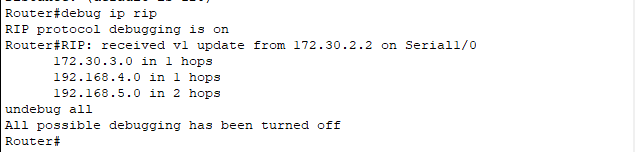 Router#debug ip rip
RIP protocol debugging is on
Router#RIP: received v1 update from 172.30.2.2 on Serial1/0
172.30.3.0 in 1 hops
192.168.4.0 in 1 hops
192.168.5.0 in 2 hops
undebug all
All possible debugging has been turned off
Router#